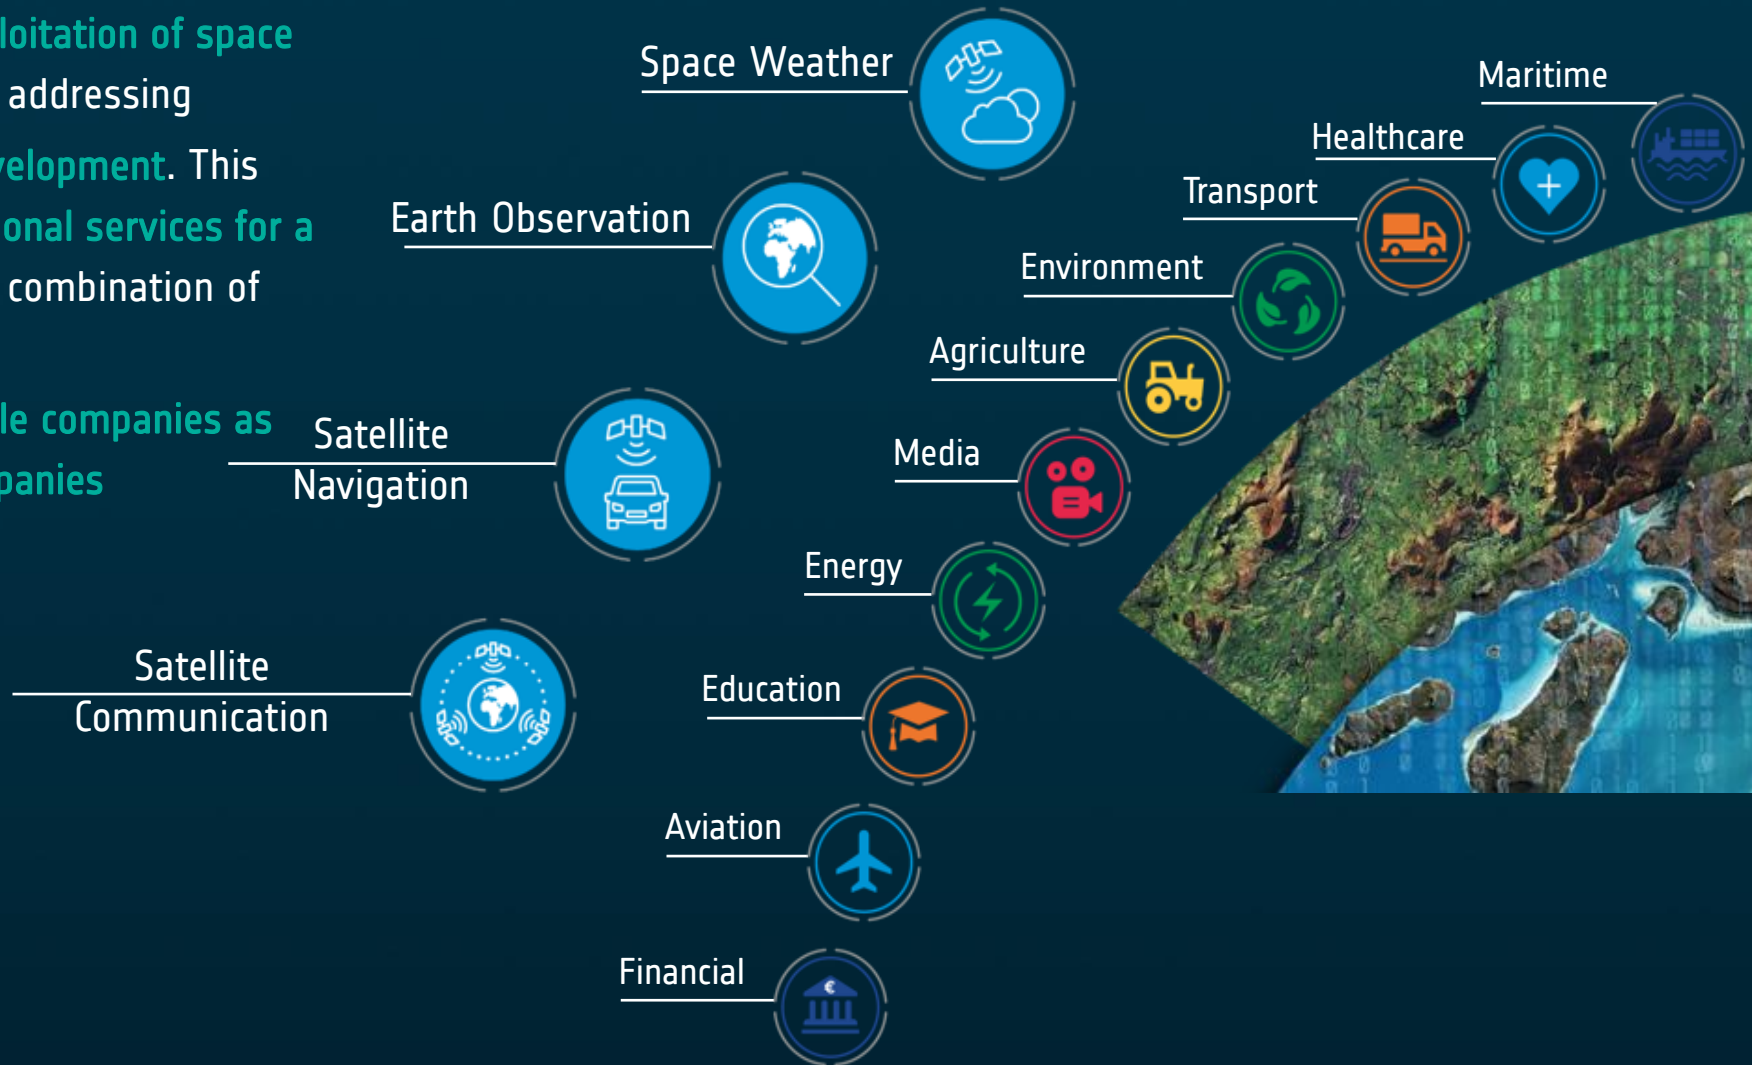 loitation of space
addressing
velopment. This
onal services for a
combination of
le companies as
panies
Space Weather
Earth Observation
Satellite
Navigation
Satellite
Communication
Maritime
Healthcare
Transport
Environment
Agriculture
Media
Energy
Education
Aviation
Financial
€